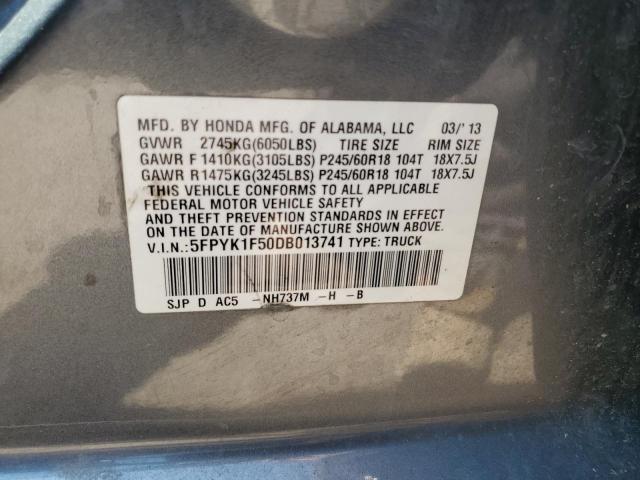 MFD. BY HONDA MFG. OF ALABAMA, LLC 03/'13
GVWR 2745KG(6050LBS) TIRE SIZE RIM SIZE
GAWR F 1410KG(3105LBS) P245/60R18 104T 18X7.5J
GAWR R 1475KG(3245LBS) P245/60R18 104T 18X7.5J
THIS VEHICLE CONFORMS TO ALL APPLICABLE
FEDERAL MOTOR VEHICLE SAFETY
AND THEFT PREVENTION STANDARDS IN EFFECT
ON THE DATE OF MANUFACTURE SHOWN ABOVE.
V.I.N.: 5FPYK1F50DB013741 TYPE: TRUCK
SJP D AC5 -NH737M -H -B